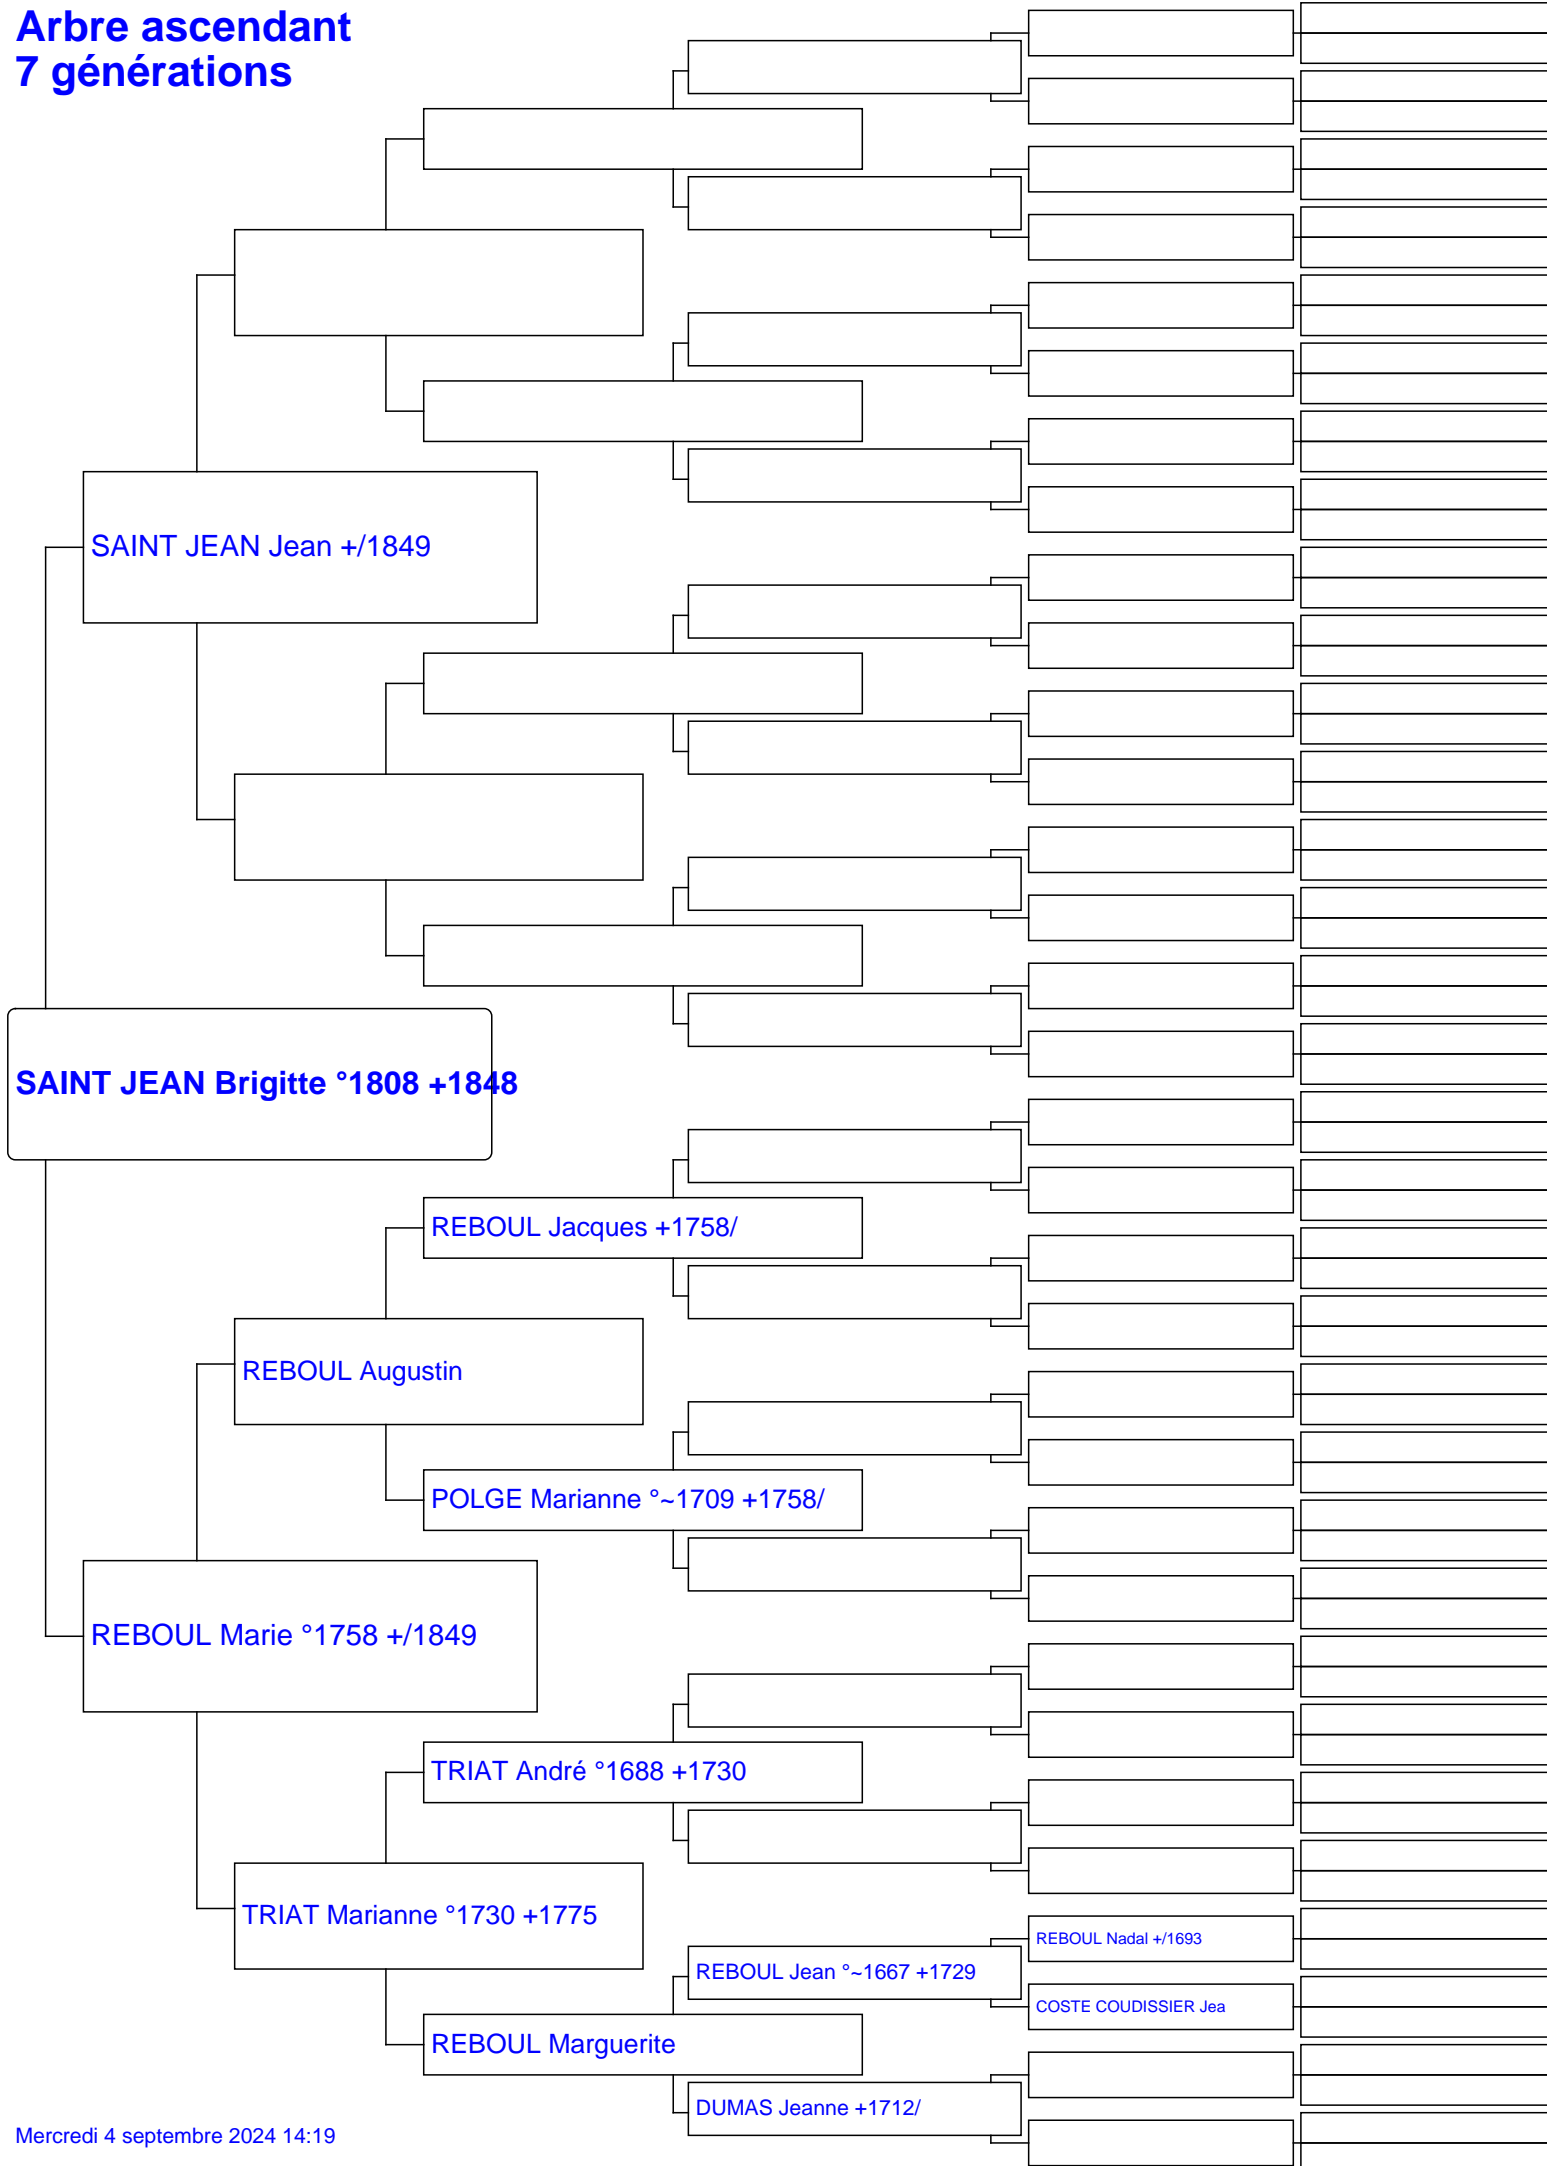 Arbre ascendant
7 générations
SAINT JEAN Jean +/1849
SAINT JEAN Brigitte °1808 +1848
REBOUL Jacques +1758/
REBOUL Augustin
POLGE Marianne °~1709 +1758/
REBOUL Marie °1758 +/1849
TRIAT André °1688 +1730
TRIAT Marianne °1730 +1775
REBOUL Nadal +/1693
REBOUL Jean °~1667 +1729
COSTE COUDISSIER Jea
REBOUL Marguerite
DUMAS Jeanne +1712/
Mercredi 4 septembre 2024 14:19